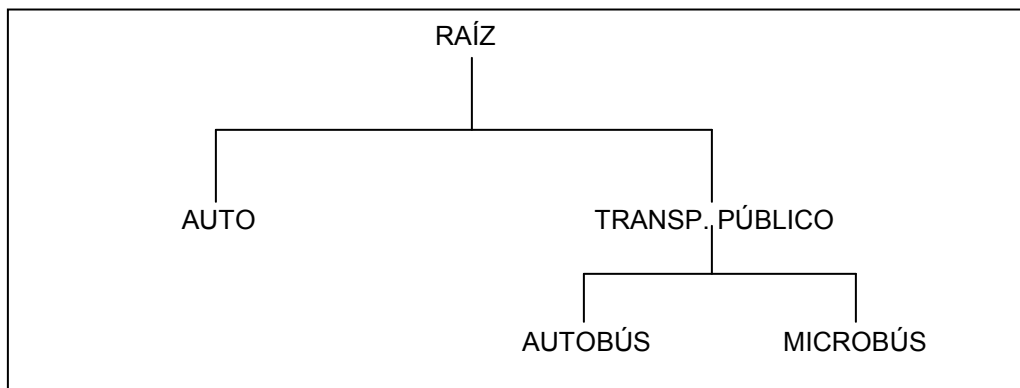 RAÍZ
AUTO
TRANSP. PÚBLICO
AUTOBÚS
MICROBÚS